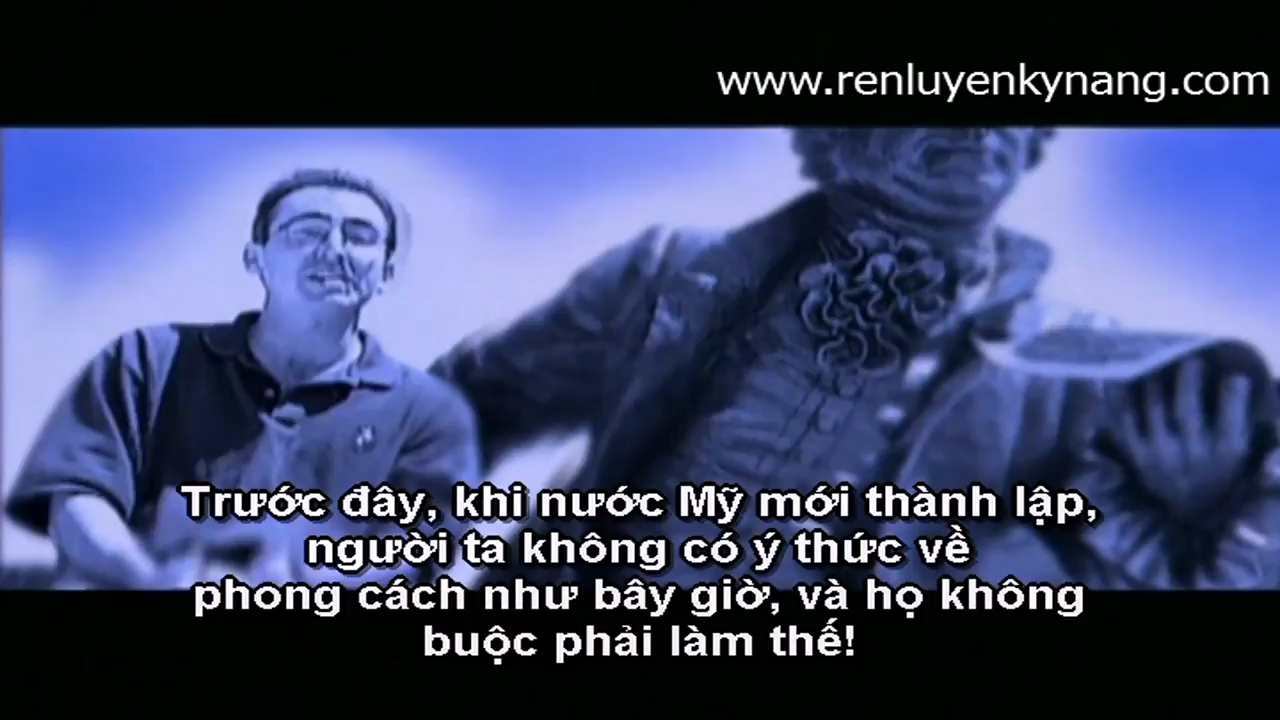 www.renluyenkynang.com
Trước đây, khi nước Mỹ mới thành lập,
người ta không có ý thức về
phong cách như bây giờ, và họ không
buộc phải làm thế!